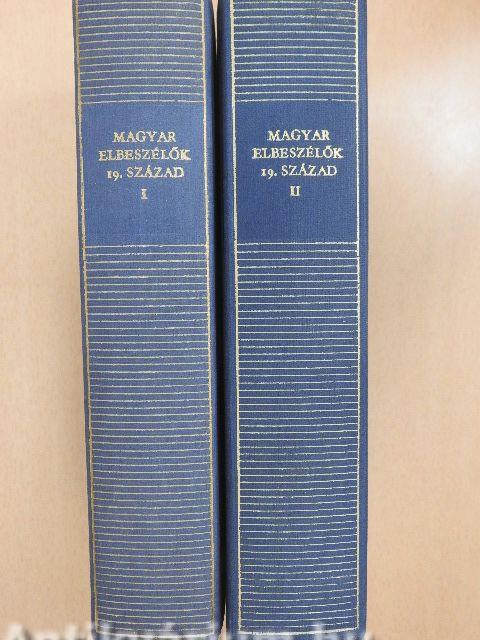 MAGYAR
ELBESZÉLŐK
19. SZÁZAD
I
MAGYAR
ELBESZÉLŐK
19. SZÁZAD
II